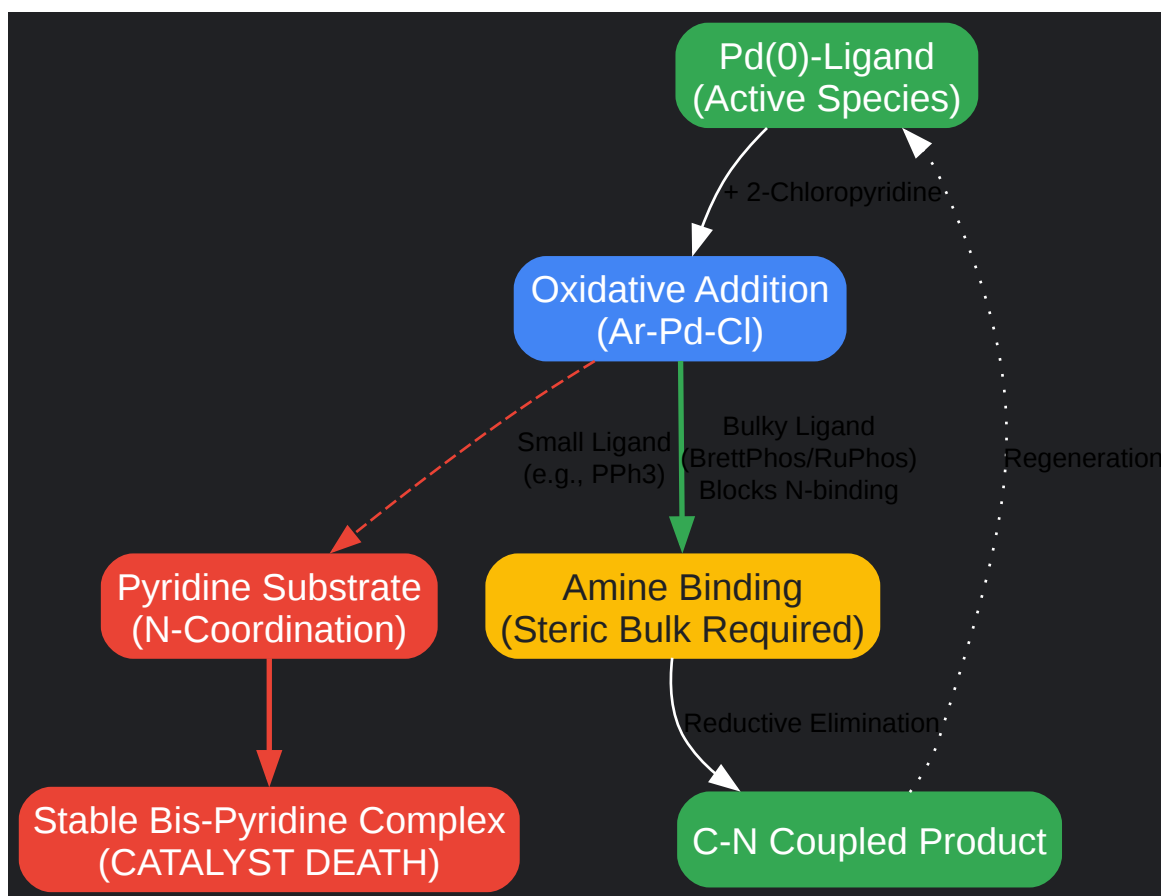 Pd(0)-Ligand
(Active Species)
+ 2-Chloropyridine
Oxidative Addition
(Ar-Pd-Cl)
Small Ligand
(e.g., PPh3)
Bulky Ligand
(BrettPhos/RuPhos)
Blocks N-binding
Regeneration
Pyridine Substrate
(N-Coordination)
Amine Binding
(Steric Bulk Required)
Reductive Elimination
Stable Bis-Pyridine Complex
(CATALYST DEATH)
C-N Coupled Product